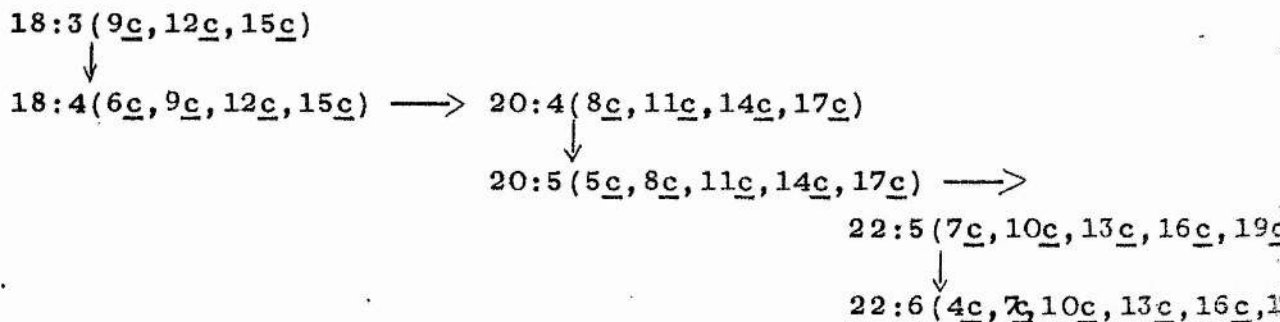 18:3(9c,12c,15c)
18:4(6c,9c,12c,15c) → 20:4(8c,11c,14c,17c)
20:5(5c,8c,11c,14c,17c) →
22:5(7c,10c,13c,16c,19c
22:6(4c,7c,10c,13c,16c,1